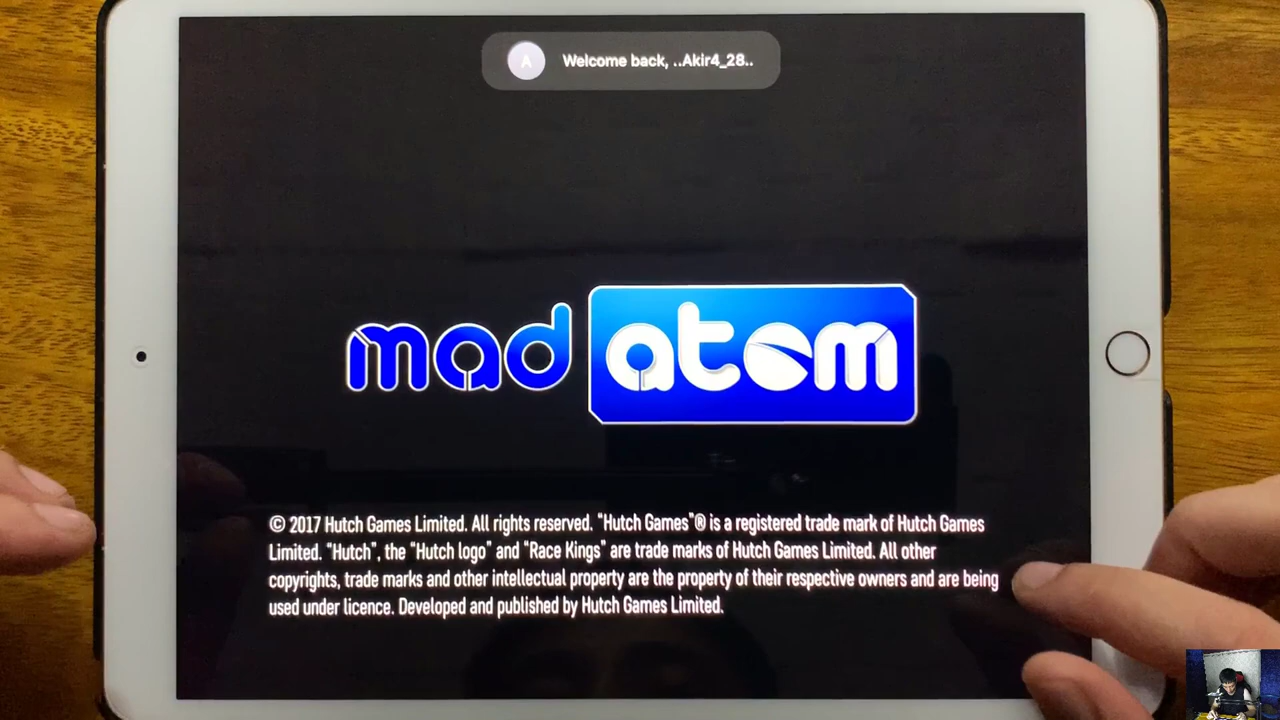 A
Welcome back, ..Akir4_28..
mad atom
© 2017 Hutch Games Limited. All rights reserved. “Hutch Games”® is a registered trade mark of Hutch Games
Limited. “Hutch”, the “Hutch logo” and “Race Kings” are trade marks of Hutch Games Limited. All other
copyrights, trade marks and other intellectual property are the property of their respective owners and are being
used under licence. Developed and published by Hutch Games Limited.